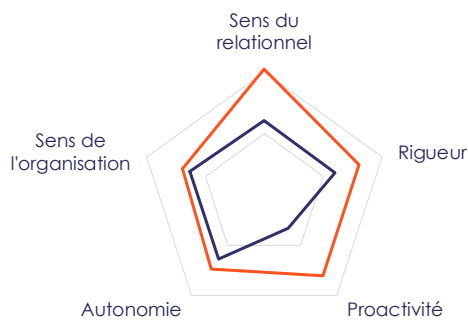 Sens du
relationnel
Rigueur
Proactivité
Autonomie
Sens de
l'organisation